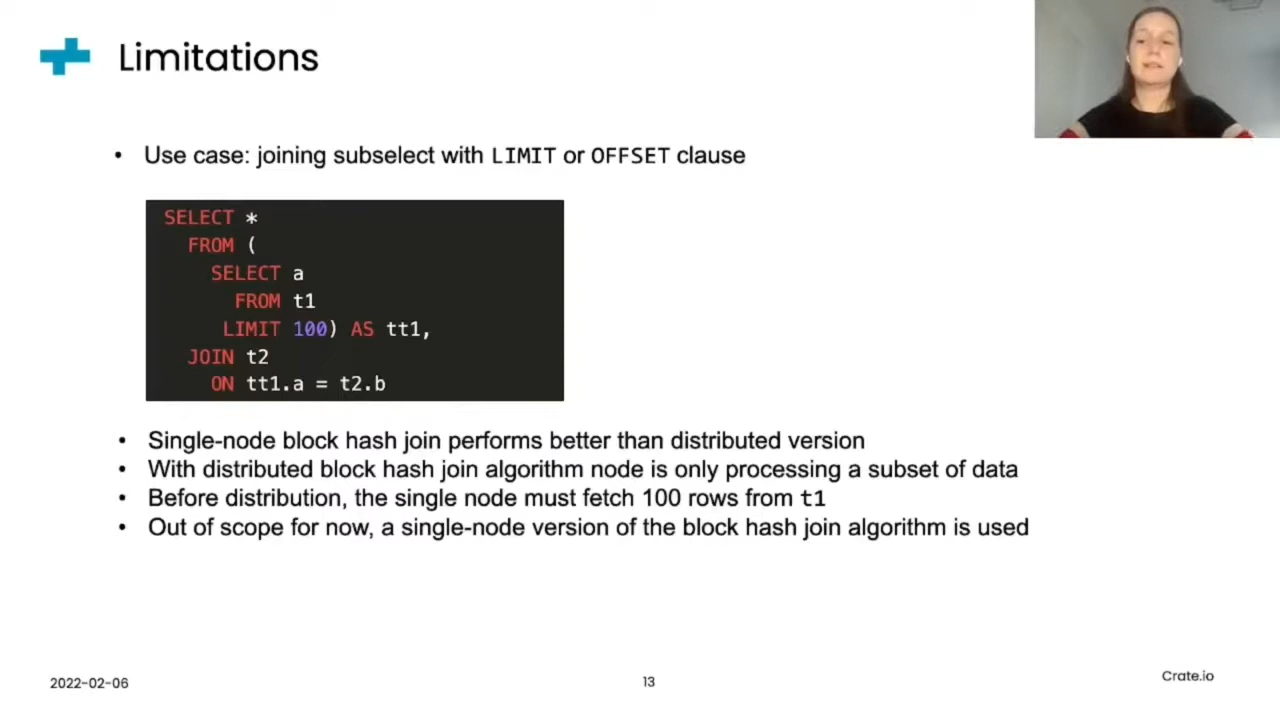 Limitations
• Use case: joining subselect with LIMIT or OFFSET clause
SELECT *
FROM (
SELECT a
FROM t1
LIMIT 100) AS tt1,
JOIN t2
ON tt1.a = t2.b
• Single-node block hash join performs better than distributed version
• With distributed block hash join algorithm node is only processing a subset of data
• Before distribution, the single node must fetch 100 rows from t1
• Out of scope for now, a single-node version of the block hash join algorithm is used
2022-02-06
13
Crate.io